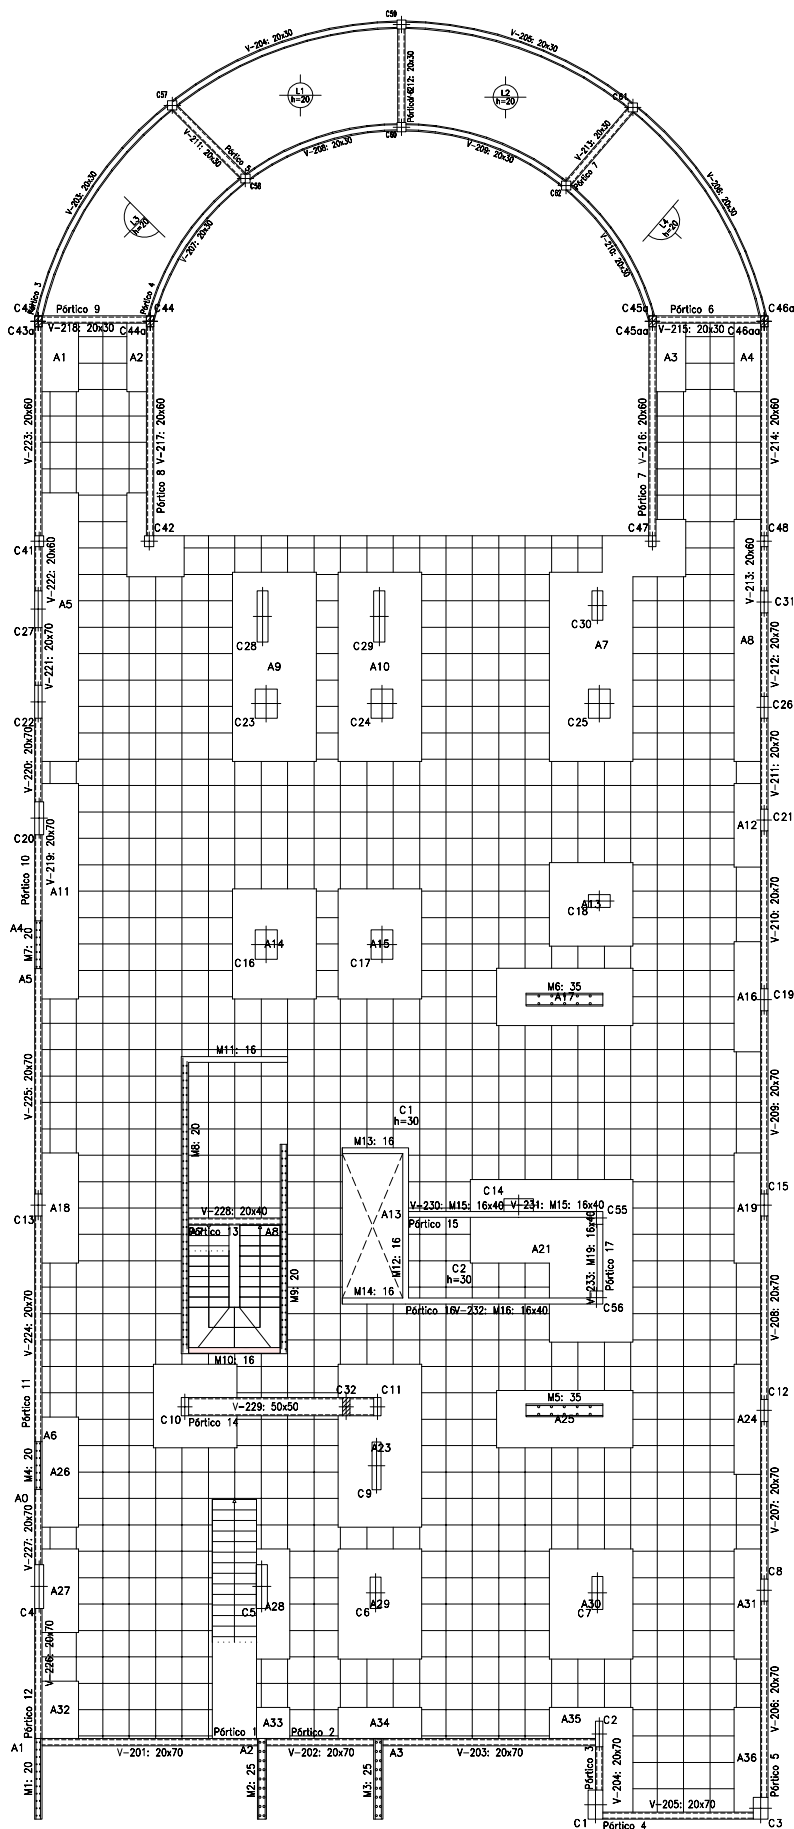 C59
V-204: 20x30
V-205: 20x30
C57
L1
h=20
V-212: 20x30
L2
h=20
C61
C60
V-208: 20x30
V-209: 20x30
Pórtico 5
V-211: 20x30
V-213: 20x30
Pórtico 7
C58
C62
V-203: 20x30
L3
h=20
L4
h=20
V-206: 20x30
V-207: 20x30
V-210: 20x30
Pórtico 3
Pórtico 4
Pórtico 9
C44
C45a
Pórtico 6
C46a
C43a
V-218: 20x30
C44a
C45aa
V-215: 20x30
C46aa
A1
A2
A3
A4
V-223: 20x60
V-217: 20x60
V-216: 20x60
V-214: 20x60
Pórtico 8
Pórtico 7
C42
C47
C48
C41
V-222: 20x60
V-213: 20x60
A5
C31
C27
C28
C29
C30
V-221: 20x70
A9
A10
A7
A8
V-212: 20x70
C22
C23
C24
C25
C26
V-220: 20x70
V-211: 20x70
C20
C21
V-219: 20x70
A12
Pórtico 10
A11
A13
C18
V-210: 20x70
A4
M7: 20
A14
A15
C16
C17
A5
M6: 35
A17
A16
C19
M11: 16
V-225: 20x70
V-209: 20x70
M8: 20
C1
h=30
M13: 16
C14
C15
V-228: 20x40
V-230: M15: 16x40
V-231: M15: 16x40
C55
C13
A18
A13
A19
Pórtico 13
A8
Pórtico 15
M12: 16
A21
C2
h=30
V-233: M19: 16x40
Pórtico 17
M9: 20
M14: 16
C56
Pórtico 16
V-232: M16: 16x40
V-224: 20x70
V-208: 20x70
M10: 16
Pórtico 11
C32
C11
M5: 35
C12
C10
V-229: 50x50
Pórtico 14
A25
A24
A6
A23
M4: 20
A26
C9
A0
V-227: 20x70
V-207: 20x70
A27
C8
C4
C5
A28
C6
A29
A30
C7
A31
V-226: 20x70
V-206: 20x70
Pórtico 12
A32
A33
A34
A35
C2
Pórtico 1
Pórtico 2
A1
V-201: 20x70
A2
V-202: 20x70
A3
V-203: 20x70
A36
M1: 20
M2: 25
M3: 25
Pórtico 3
V-204: 20x70
Pórtico 5
V-205: 20x70
C1
Pórtico 4
C3